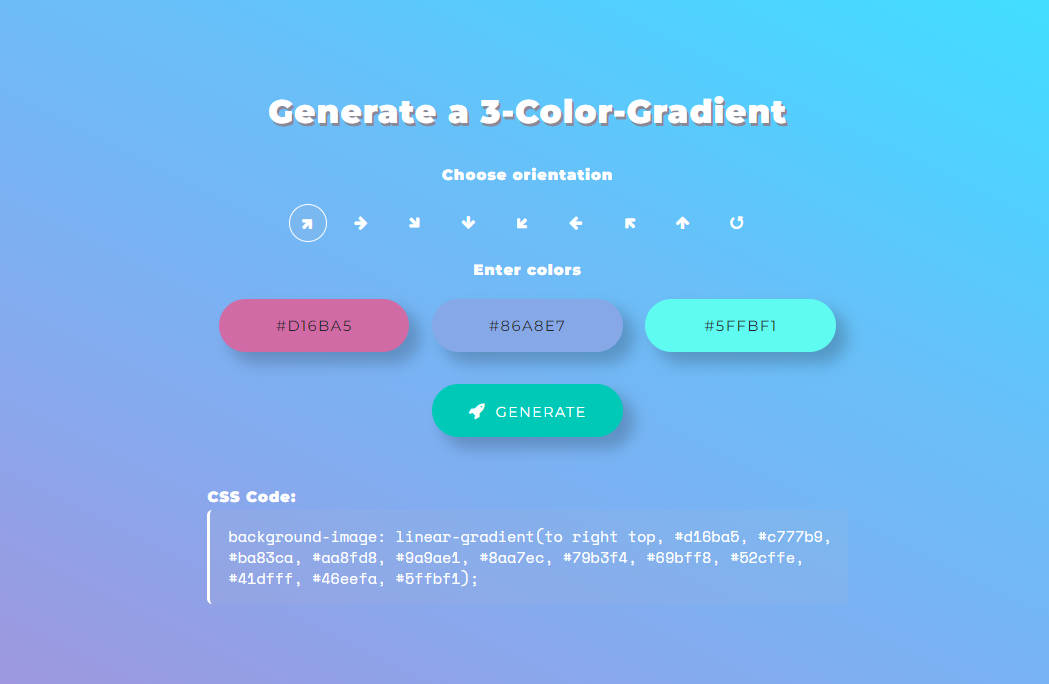 Generate a 3-Color-Gradient
Choose orientation
Enter colors
#D16BA5 #86A8E7 #5FFBF1
GENERATE
CSS Code:
background-image: linear-gradient(to right top, #d16ba5, #c777b9,
#ba83ca, #aa8fd8, #9a9ae1, #8aa7ec, #79b3f4, #69bff8, #52cffe,
#41dfff, #46eefa, #5ffbf1);